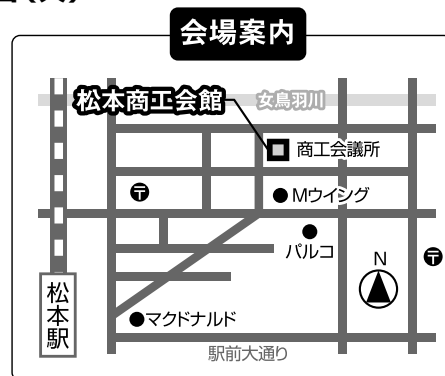 会場案内
松本商工会館
女鳥羽川
商工会議所
Mウイング
パルコ
N
松本駅
マクドナルド
駅前大通り